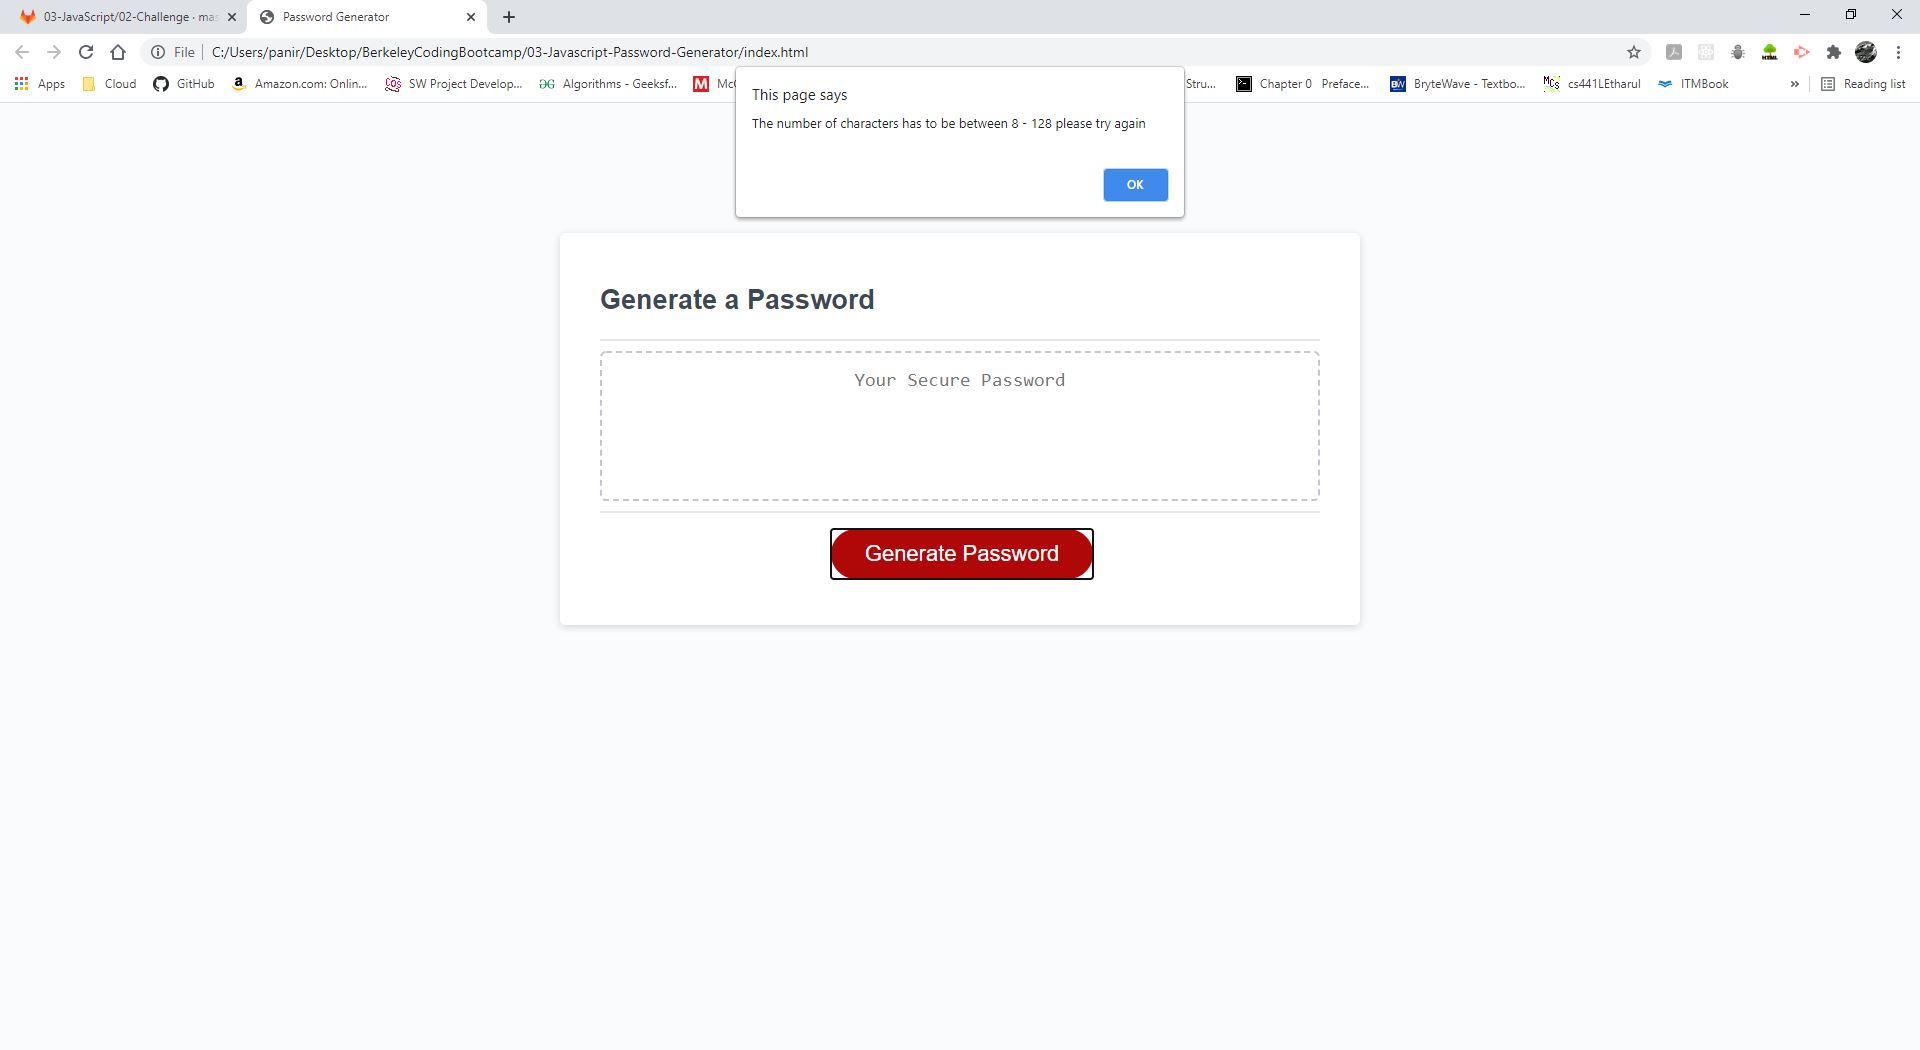 03-JavaScript/02-Challenge · mas
Password Generator
File
C:/Users/panir/Desktop/BerkeleyCodingBootcamp/03-Javascript-Password-Generator/index.html
Apps
Cloud
GitHub
Amazon.com: Onlin...
SW Project Develop...
Algorithms - Geeksf...
McG
Stru...
Chapter 0 Preface...
BryteWave - Textbo...
cs441LEtharul
ITMBook
»
Reading list
This page says
The number of characters has to be between 8 - 128 please try again
OK
Generate a Password
Your Secure Password
Generate Password